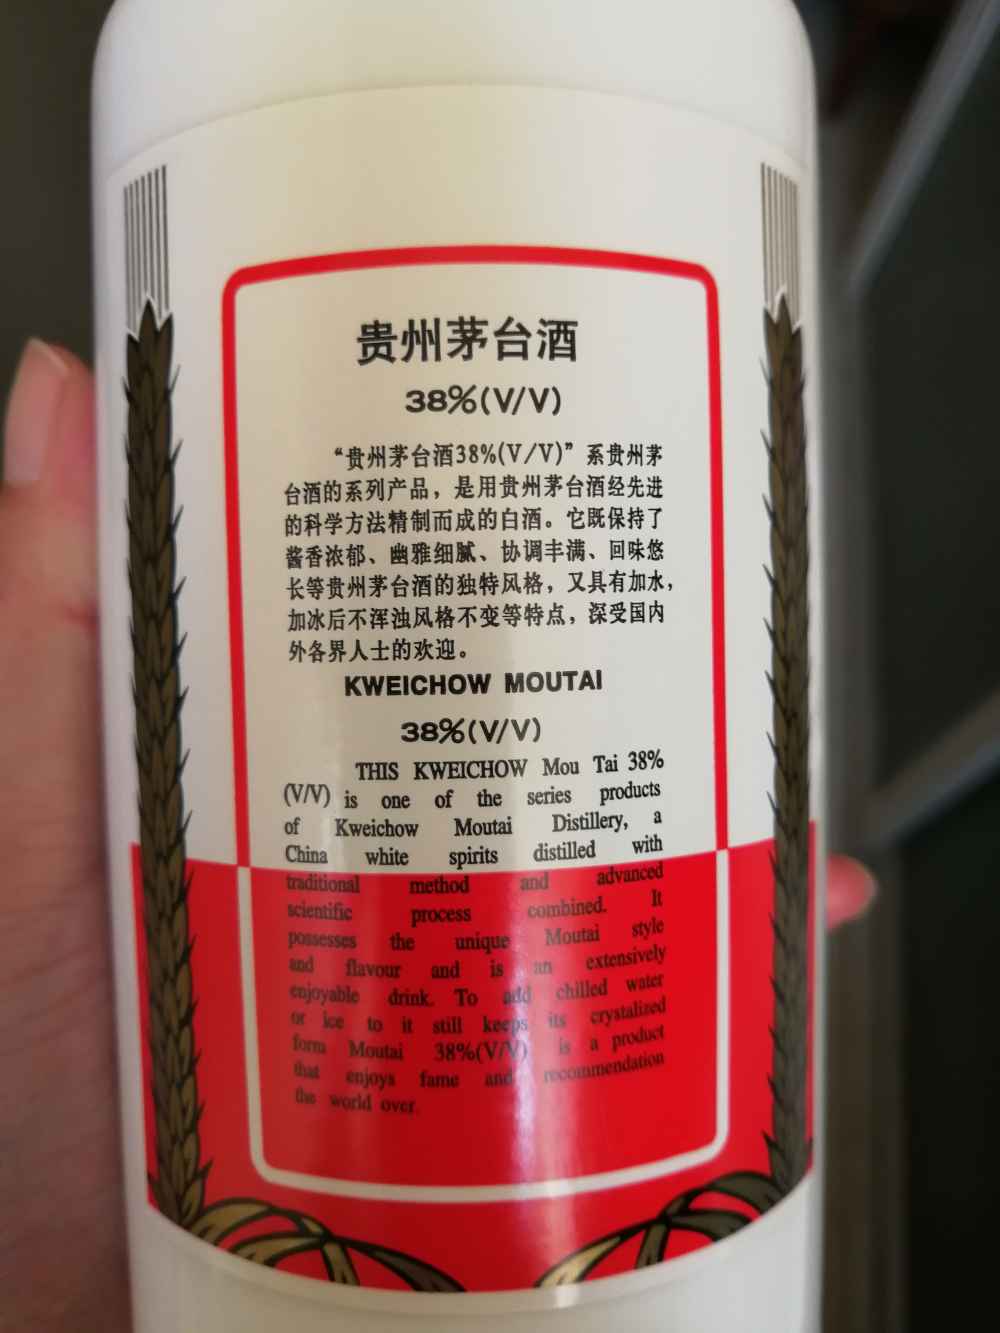 贵州茅台酒
38%(V/V)
“贵州茅台酒38%(V/V)”系贵州茅
台酒的系列产品，是用贵州茅台酒经先进
的科学方法精制而成的白酒。它既保持了
酱香浓郁、幽雅细腻、协调丰满、回味悠
长等贵州茅台酒的独特风格，又具有加水，
加冰后不浑浊风格不变等特点，深受国内
外各界人士的欢迎。
KWEICHOW MOUTAI
38%(V/V)
THIS KWEICHOW Mou Tai 38%
(V/V) is one of the series products
of Kweichow Moutai Distillery, a
China white spirits distilled with
traditional method and advanced
scientific process combined. It
possesses the unique Moutai style
and flavour and is an extensively
enjoyable drink. To add chilled water
or ice to it still keeps its crystalized
form Moutai 38%(V/V) is a product
that enjoys fame and recommendation
the world over.